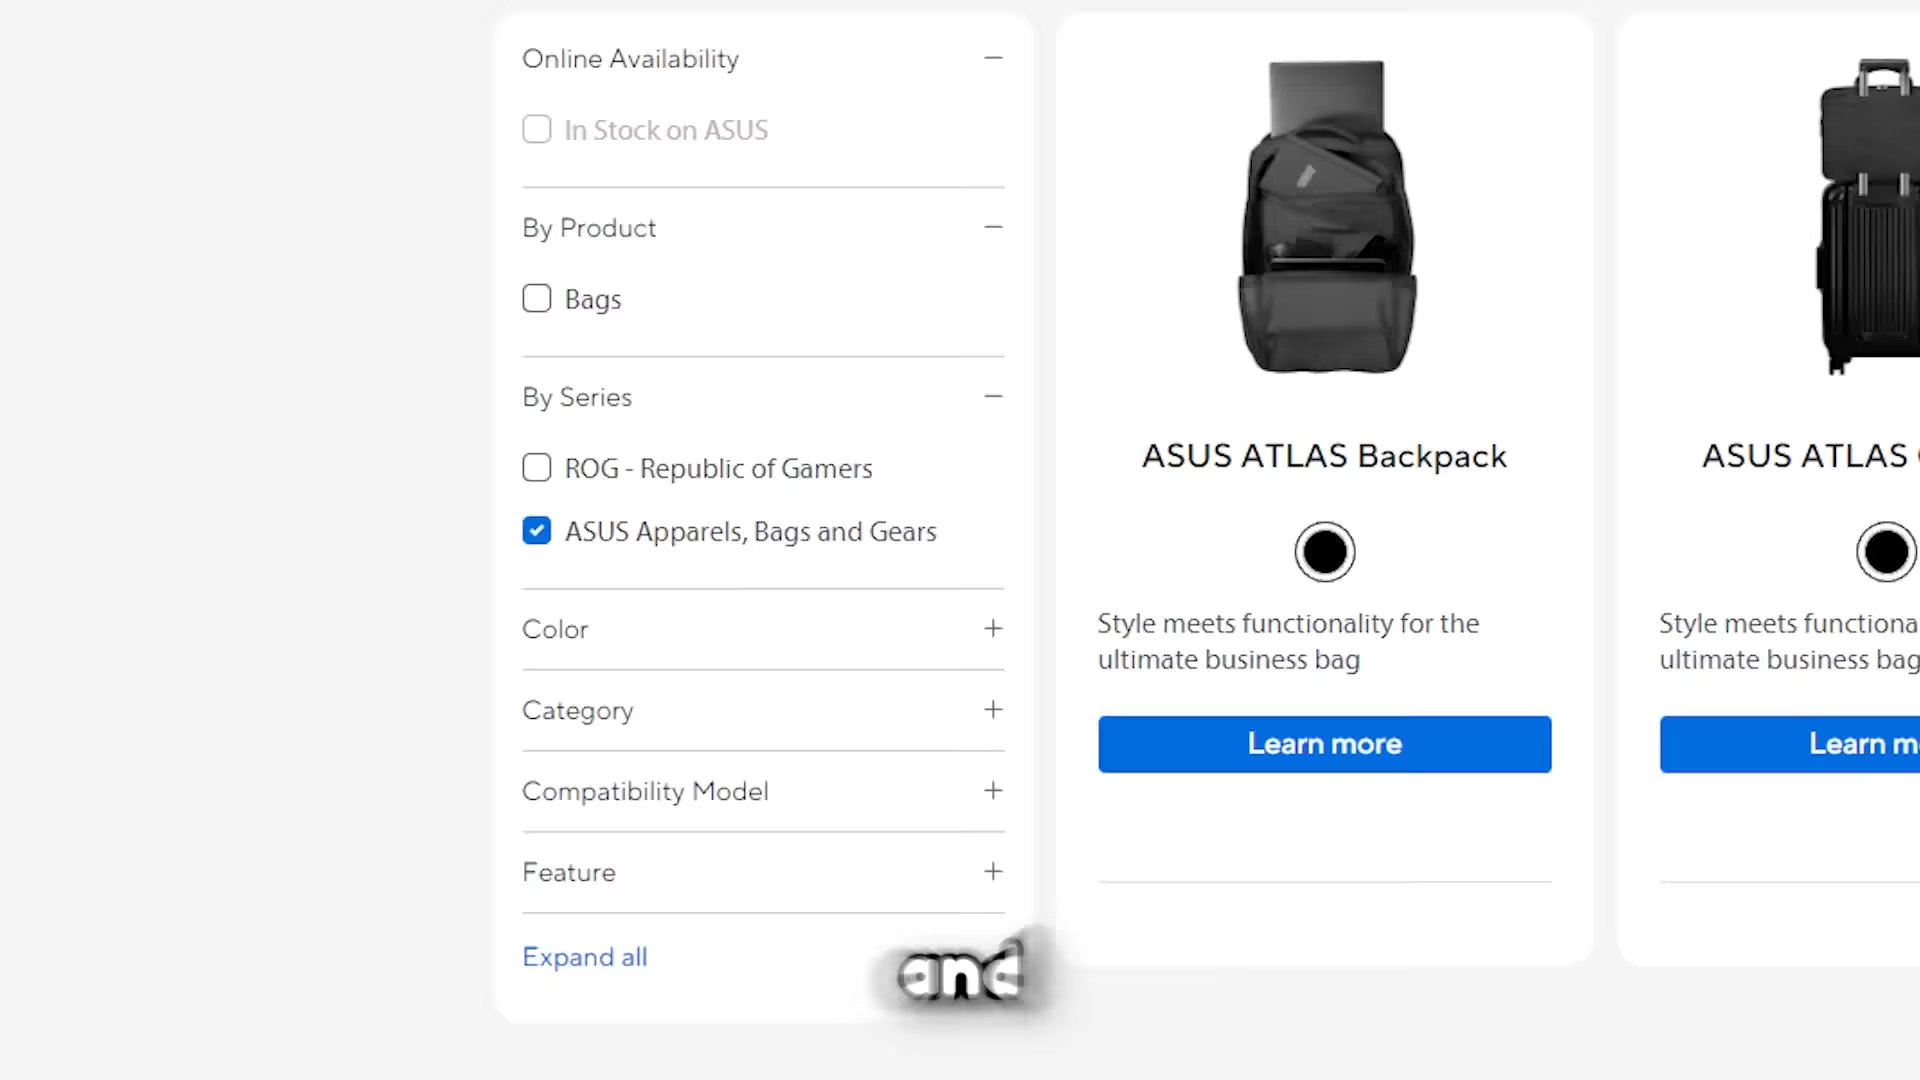 Online Availability
In Stock on ASUS
By Product
Bags
By Series
ROG - Republic of Gamers
ASUS Apparels, Bags and Gears
Color
Category
Compatibility Model
Feature
Expand all
ASUS ATLAS Backpack
Style meets functionality for the
ultimate business bag
Learn more
ASUS ATLAS
Style meets functiona
ultimate business bag
Learn m
and